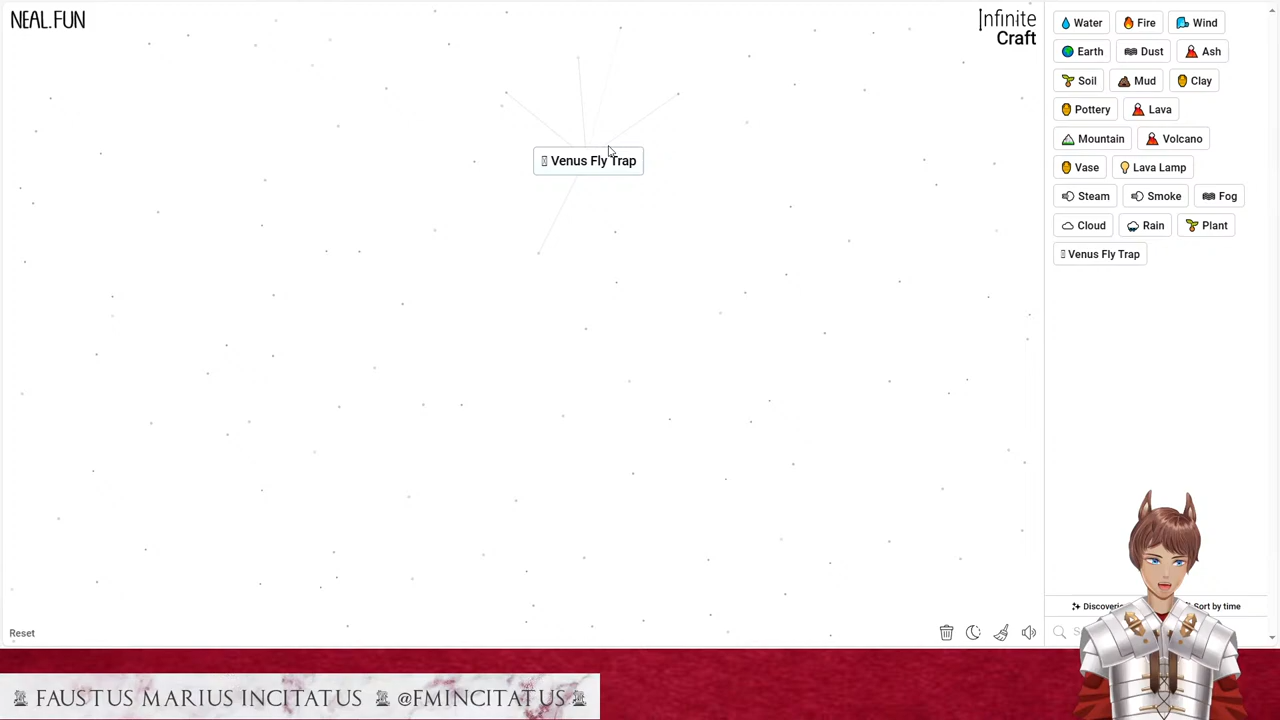 NEAL.FUN
Infinite
Craft
Venus Fly Trap
Water
Fire
Wind
Earth
Dust
Ash
Soil
Mud
Clay
Pottery
Lava
Mountain
Volcano
Vase
Lava Lamp
Steam
Smoke
Fog
Cloud
Rain
Plant
Venus Fly Trap
Sort by time
Reset
FAUSTUS MARIUS INCITATUS @FMINCITATUS